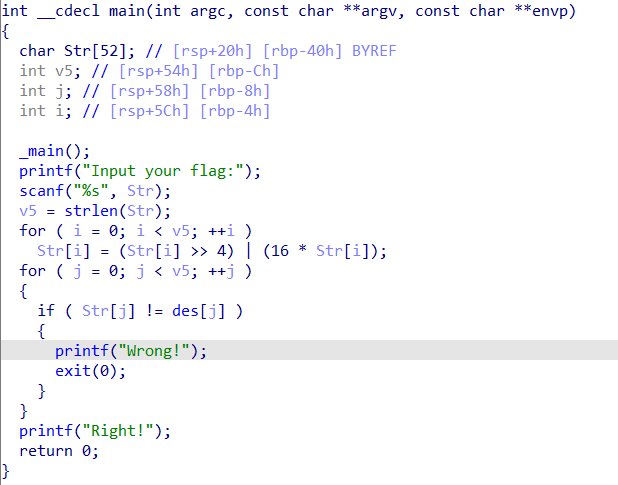 int __cdecl main(int argc, const char **argv, const char **envp)
{
  char Str[52]; // [rsp+20h] [rbp-40h] BYREF
  int v5; // [rsp+54h] [rbp-Ch]
  int j; // [rsp+58h] [rbp-8h]
  int i; // [rsp+5Ch] [rbp-4h]

  _main();
  printf("Input your flag:");
  scanf("%s", Str);
  v5 = strlen(Str);
  for ( i = 0; i < v5; ++i )
    Str[i] = (Str[i] >> 4) | (16 * Str[i]);
  for ( j = 0; j < v5; ++j )
  {
    if ( Str[j] != des[j] )
    {
      printf("Wrong!");
      exit(0);
    }
  }
  printf("Right!");
  return 0;
}